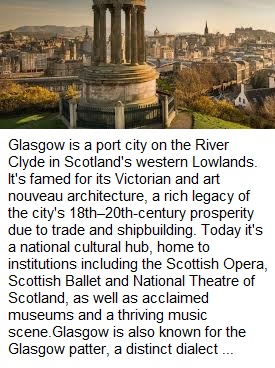 Glasgow is a port city on the River
Clyde in Scotland's western Lowlands.
It's famed for its Victorian and art
nouveau architecture, a rich legacy of
the city's 18th–20th-century prosperity
due to trade and shipbuilding. Today it's
a national cultural hub, home to
institutions including the Scottish Opera,
Scottish Ballet and National Theatre of
Scotland, as well as acclaimed
museums and a thriving music
scene.Glasgow is also known for the
Glasgow patter, a distinct dialect ...